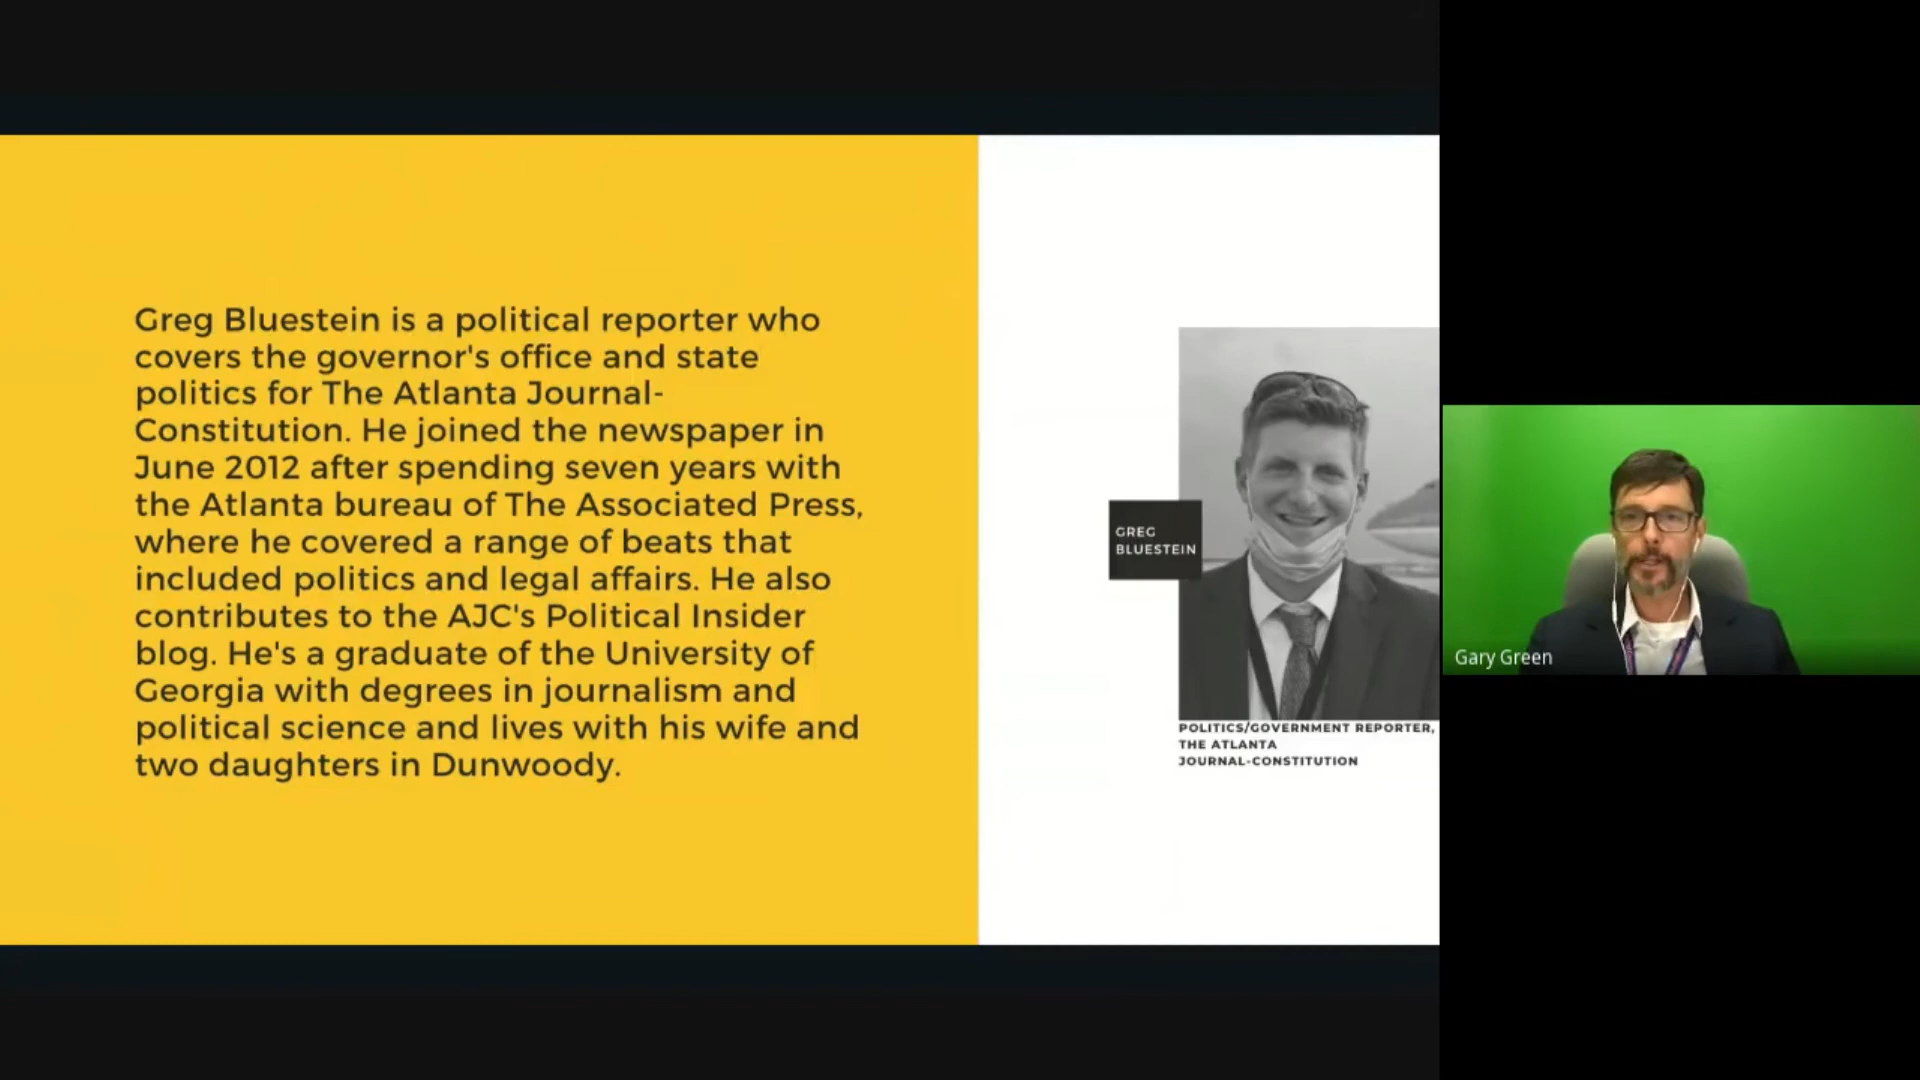 Greg Bluestein is a political reporter who
covers the governor's office and state
politics for The Atlanta Journal-
Constitution. He joined the newspaper in
June 2012 after spending seven years with
the Atlanta bureau of The Associated Press,
where he covered a range of beats that
included politics and legal affairs. He also
contributes to the AJC's Political Insider
blog. He's a graduate of the University of
Georgia with degrees in journalism and
political science and lives with his wife and
two daughters in Dunwoody.
GREG
BLUESTEIN
POLITICS/GOVERNMENT REPORTER,
THE ATLANTA
JOURNAL-CONSTITUTION
Gary Green